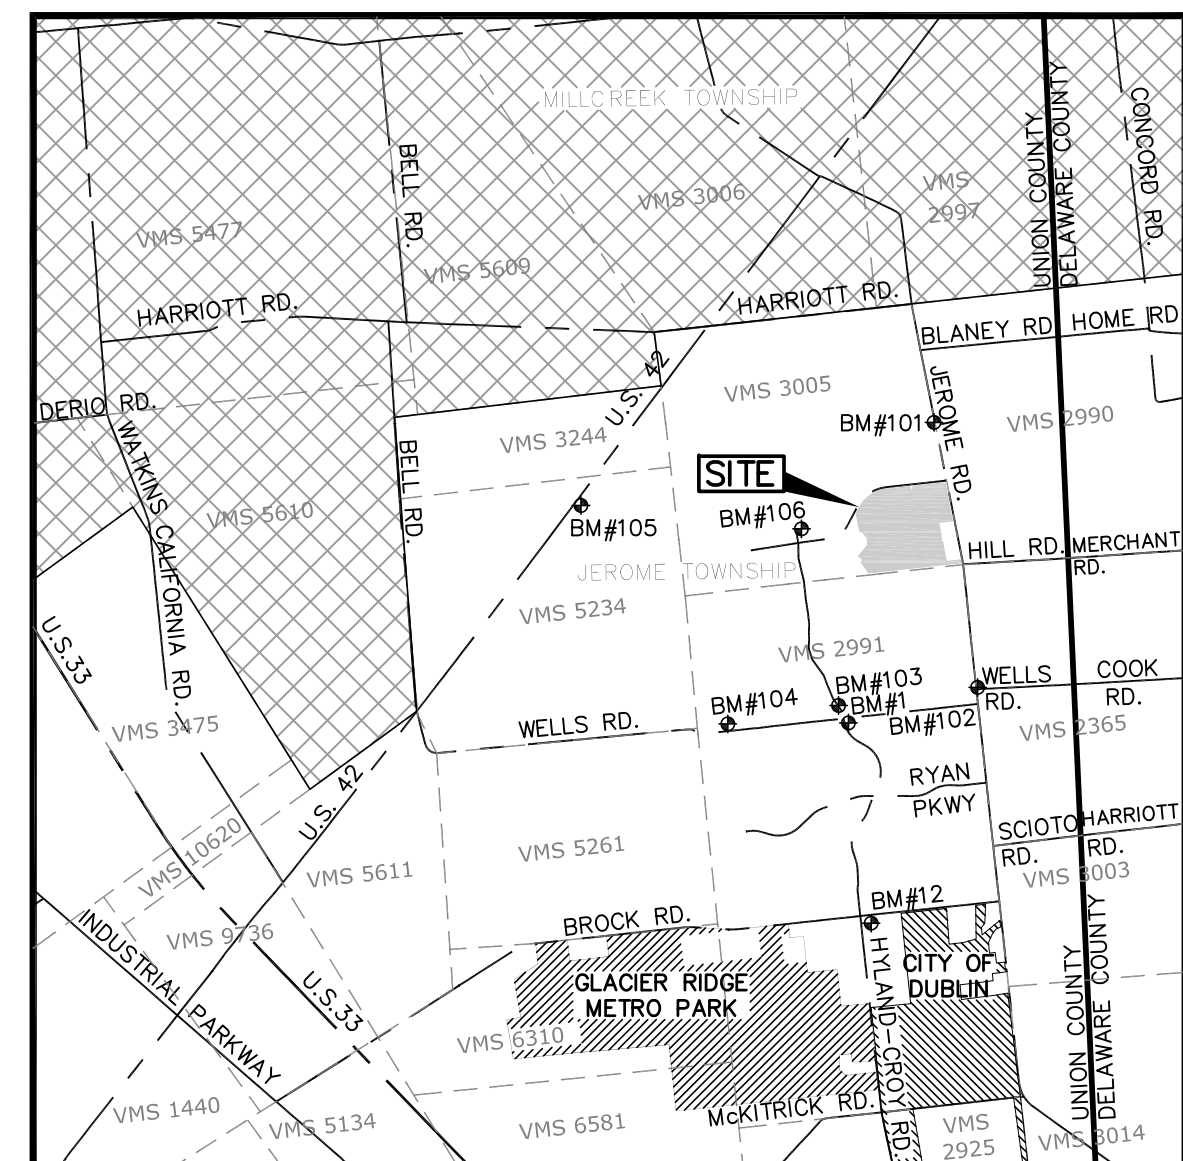 MILLCREEK TOWNSHIP
UNION COUNTY
DELAWARE COUNTY
CONCORD RD.
BELL RD.
VMS 3006
VMS
2997
VMS 5477
VMS 5609
HARRIOTT RD.
HARRIOTT RD.
BLANEY RD
HOME RD
U.S. 42
JEROME RD.
VMS 3005
DERIO RD.
BM#101
VMS 2990
WATKINS CALIFORNIA RD.
BELL RD.
VMS 3244
SITE
VMS 5610
BM#105
BM#106
HILL RD.
MERCHANT
RD.
JEROME TOWNSHIP
VMS 5234
U.S.33
VMS 2991
WELLS
RD.
COOK
RD.
BM#103
BM#104
BM#1
BM#102
VMS 3475
WELLS RD.
VMS 2365
RYAN
PKWY
U.S. 42
SCIOTO
RD.
HARRIOTT
RD.
VMS 10620
VMS 5611
VMS 5261
VMS 3003
BM#12
BROCK RD.
INDUSTRIAL PARKWAY
VMS 9736
CITY OF
DUBLIN
GLACIER RIDGE
METRO PARK
U.S.33
HYLAND-CROY RD.
UNION COUNTY
DELAWARE COUNTY
VMS 6310
VMS 1440
VMS 5134
VMS 6581
McKITRICK RD.
VMS
2925
VMS 3014